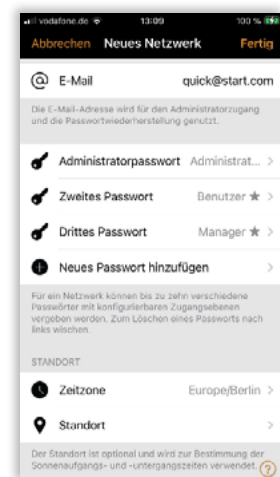 vodafone.de 13:09 100 %
Abbrechen Neues Netzwerk Fertig
@ E-Mail quick@start.com
Die E-Mail-Adresse wird für den Administratorzugang
und die Passwortwiederherstellung genutzt.
Administratorpasswort Administrat... >
Zweites Passwort Benutzer ★ >
Drittes Passwort Manager ★ >
Neues Passwort hinzufügen >
Für ein Netzwerk können bis zu zehn verschiedene
Passwörter mit konfigurierbaren Zugangsebenen
vergeben werden. Zum Löschen eines Passworts nach
links wischen.
STANDORT
Zeitzone Europe/Berlin >
Standort >
Der Standort ist optional und wird zur Bestimmung der
Sonnenaufgangs- und -untergangszeiten verwendet. ?